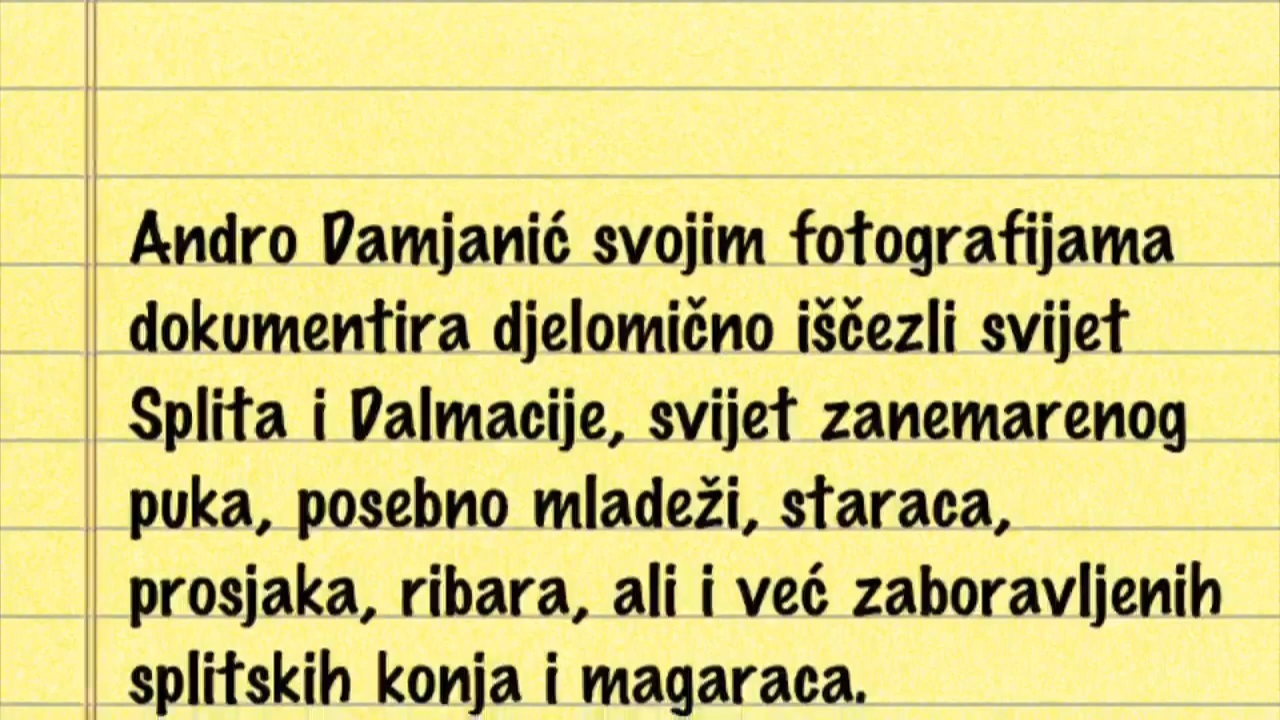 Andro Damjanić svojim fotografijama
dokumentira djelomično iščezli svijet
Splita i Dalmacije, svijet zanemarenog
puka, posebno mladeži, staraca,
prosjaka, ribara, ali i već zaboravljenih
splitskih konja i magaraca.